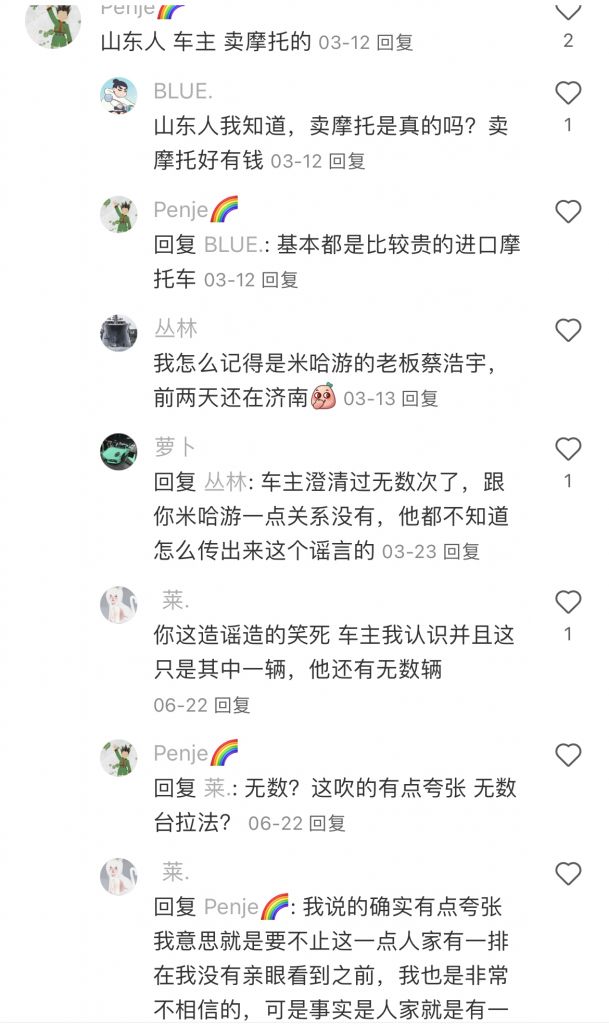 Penje🌈
山东人 车主 卖摩托的 03-12 回复
2
BLUE.
山东人我知道，卖摩托是真的吗？卖
1
摩托好有钱 03-12 回复
Penje🌈
回复 BLUE.: 基本都是比较贵的进口摩
托车 03-12 回复
丛林
我怎么记得是米哈游的老板蔡浩宇，
前两天还在济南 03-13 回复
萝卜
回复 丛林: 车主澄清过无数次了，跟
1
你米哈游一点关系没有，他都不知道
怎么传出来这个谣言的 03-23 回复
莱.
你这造谣造的笑死 车主我认识并且这
1
只是其中一辆，他还有无数辆
06-22 回复
Penje🌈
回复 莱.: 无数？这吹的有点夸张 无数
台拉法？ 06-22 回复
莱.
回复 Penje🌈: 我说的确实有点夸张
我意思就是要不止这一点人家有一排
在我没有亲眼看到之前，我也是非常
不相信的，可是事实是人家就是有一